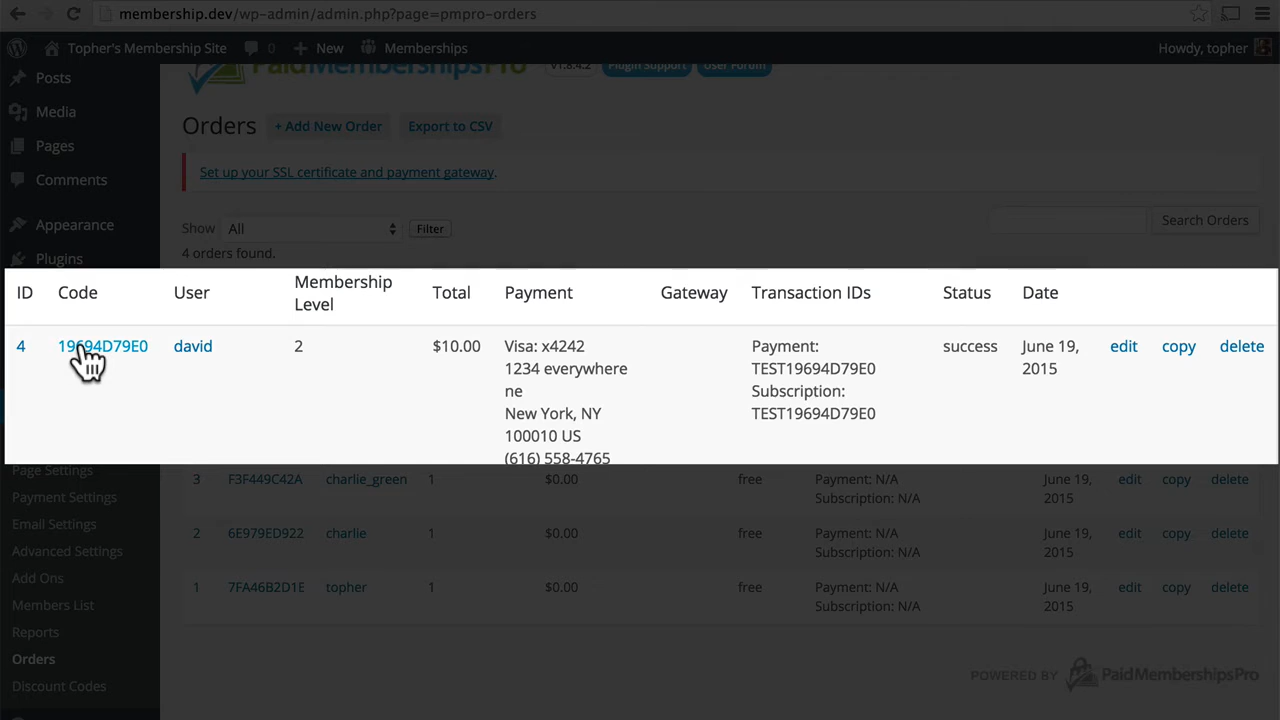 membership.dev/wp-admin/admin.php?page=pmpro-orders
Topher's Membership Site 0 New Memberships Howdy, topher
Posts
Media
Pages
Comments
Appearance
Plugins
Page Settings
Payment Settings
Email Settings
Advanced Settings
Add Ons
Members List
Reports
Orders
Discount Codes
PaidMembershipsPro Plugin Support User Forum
Orders + Add New Order Export to CSV
Set up your SSL certificate and payment gateway.
Show All Filter Search Orders
4 orders found.
ID Code User Membership Level Total Payment Gateway Transaction IDs Status Date
4 19694D79E0 david 2 $10.00 Visa: x4242 Payment: success June 19, edit copy delete
1234 everywhere TEST19694D79E0 2015
ne Subscription:
New York, NY TEST19694D79E0
100010 US
(616) 558-4765
3 F3F449C42A charlie_green 1 $0.00 free Payment: N/A June 19, edit copy delete
Subscription: N/A 2015
2 6E979ED922 charlie 1 $0.00 free Payment: N/A June 19, edit copy delete
Subscription: N/A 2015
1 7FA46B2D1E topher 1 $0.00 free Payment: N/A June 19, edit copy delete
Subscription: N/A 2015
POWERED BY PaidMembershipsPro